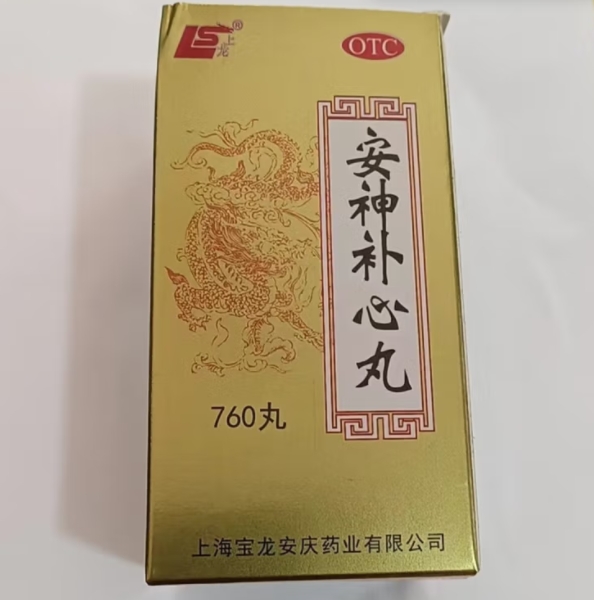 LS®
上龙
OTC
安神补心丸
760丸
上海宝龙安庆药业有限公司